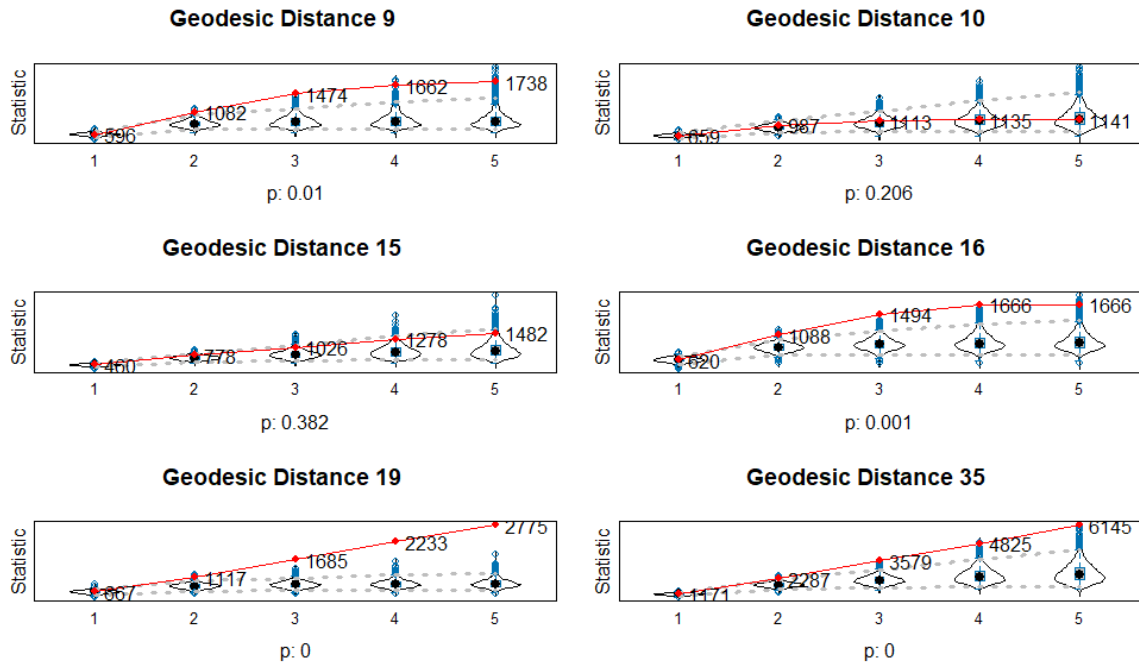 Geodesic Distance 9
Statistic
596
1082
1474
1662
1738
1 2 3 4 5
p: 0.01
Geodesic Distance 10
Statistic
659
987
1113
1135
1141
1 2 3 4 5
p: 0.206
Geodesic Distance 15
Statistic
460
778
1026
1278
1482
1 2 3 4 5
p: 0.382
Geodesic Distance 16
Statistic
620
1088
1494
1666
1666
1 2 3 4 5
p: 0.001
Geodesic Distance 19
Statistic
667
1117
1685
2233
2775
1 2 3 4 5
p: 0
Geodesic Distance 35
Statistic
1171
2287
3579
4825
6145
1 2 3 4 5
p: 0